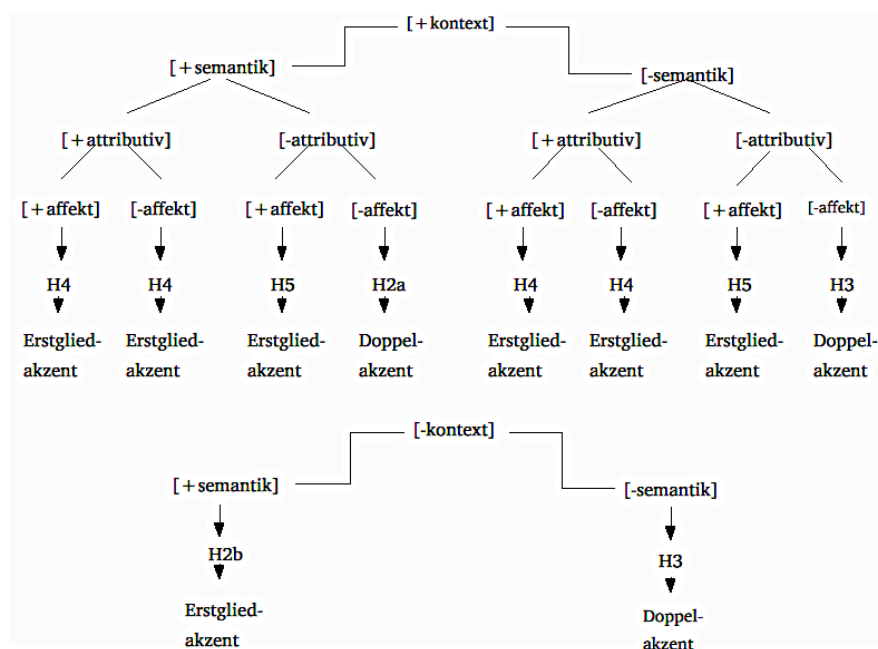 [+kontext]
[+semantik] [-semantik]
[+attributiv] [-attributiv] [+attributiv] [-attributiv]
[+affekt] [-affekt] [+affekt] [-affekt] [+affekt] [-affekt] [+affekt] [-affekt]
H4 H4 H5 H2a H4 H4 H5 H3
Erstglied- Erstglied- Erstglied- Doppel- Erstglied- Erstglied- Erstglied- Doppel-
akzent akzent akzent akzent akzent akzent akzent akzent
[-kontext]
[+semantik] [-semantik]
H2b H3
Erstglied- Doppel-
akzent akzent